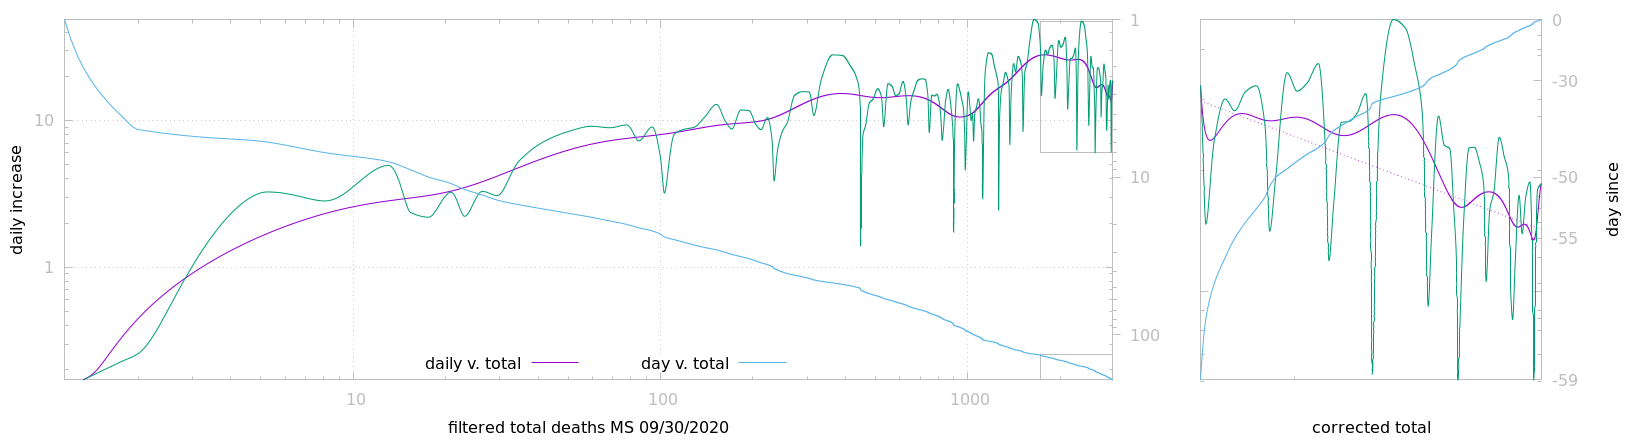 daily increase
10
1
daily v. total
day v. total
10
100
1000
filtered total deaths MS 09/30/2020
1
10
100
0
-30
-50
-55
-59
day since
corrected total